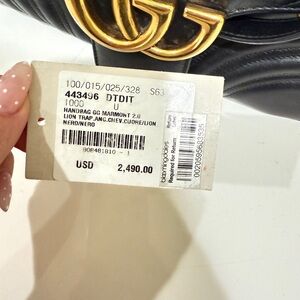 100/015/025/328 S63
443496 DTDIT
1000 U
HANDBAG GG MARMONT 2.0
LION TRAP.ANG.CHEV.CUORE/LION
NERO/NERO
USD 2,490.00
bloomingdales
Required for Return